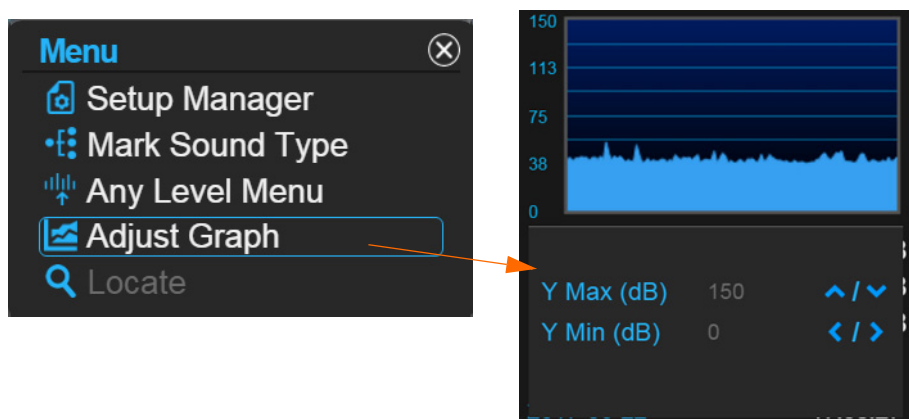 Menu
Setup Manager
Mark Sound Type
Any Level Menu
Adjust Graph
Locate
150
113
75
38
0
Y Max (dB) 150 /
Y Min (dB) 0 /